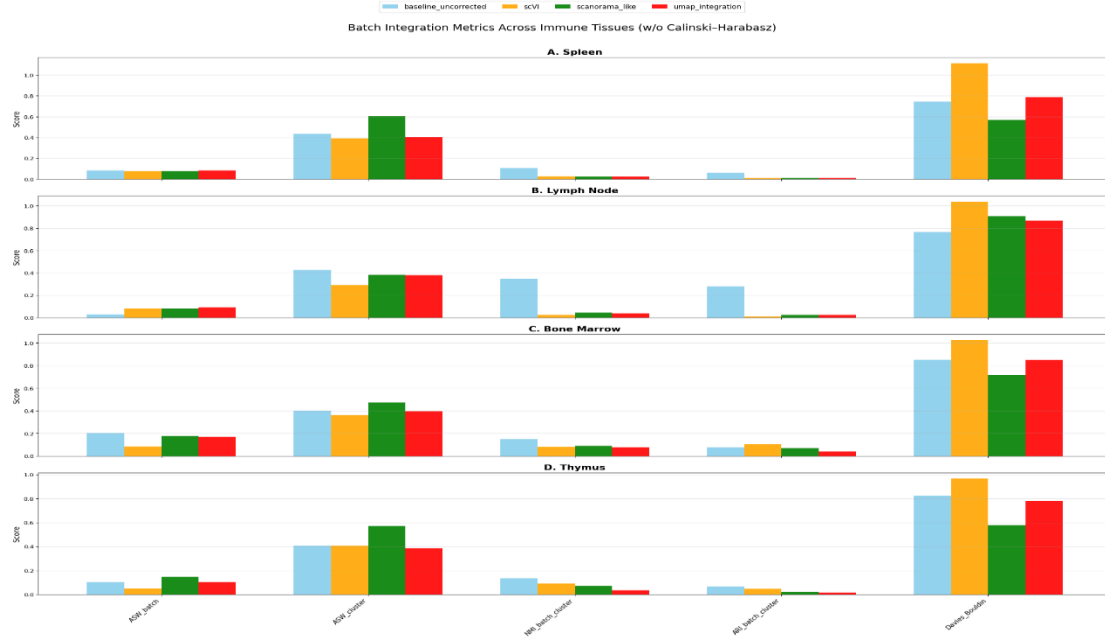 baseline_uncorrected scVI scanorama_like umap_integration
Batch Integration Metrics Across Immune Tissues (w/o Calinski–Harabasz)
A. Spleen
1.0
0.8
0.6
0.4
0.2
0.0
Score
B. Lymph Node
1.0
0.8
0.6
0.4
0.2
0.0
Score
C. Bone Marrow
1.0
0.8
0.6
0.4
0.2
0.0
Score
D. Thymus
1.0
0.8
0.6
0.4
0.2
0.0
Score
ASW_batch ASW_cluster NMI_batch_cluster ARI_batch_cluster Davies_Bouldin